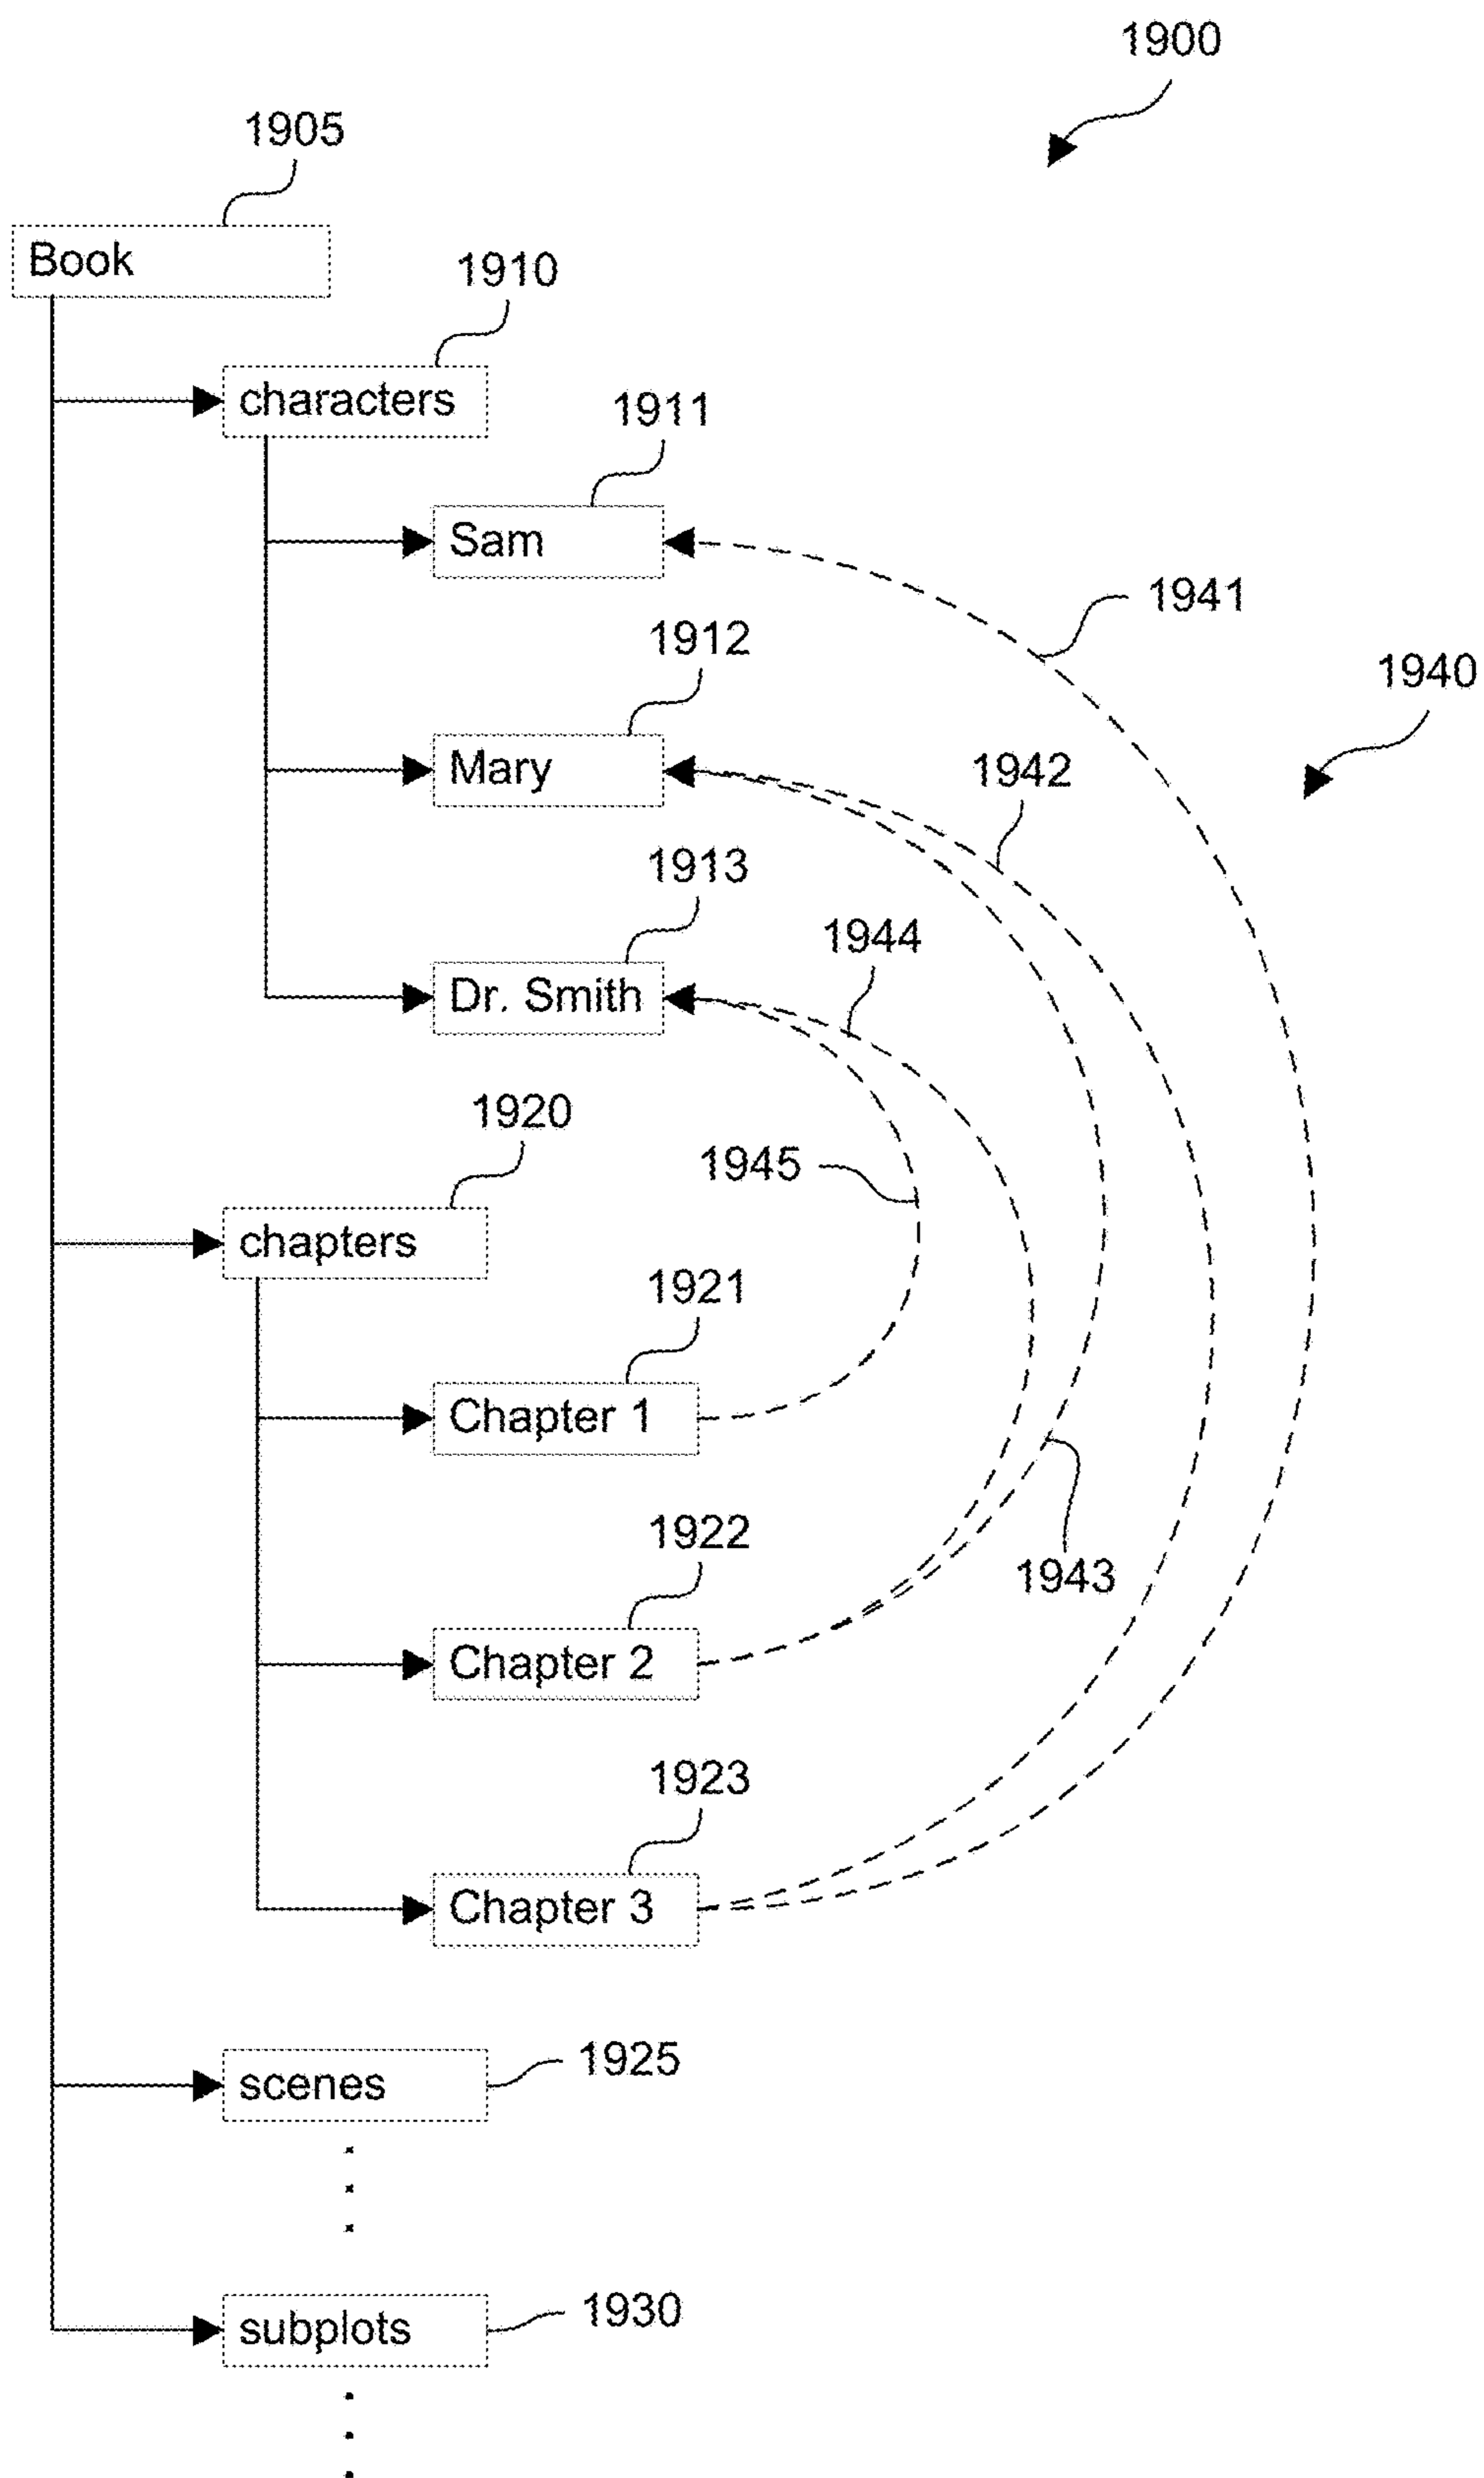 1900
1905
Book
1910
characters
1911
Sam
1941
1912
1940
Mary
1942
1913
1944
Dr. Smith
1920
1945
chapters
1921
Chapter 1
1922
1943
Chapter 2
1923
Chapter 3
1925
scenes
1930
subplots